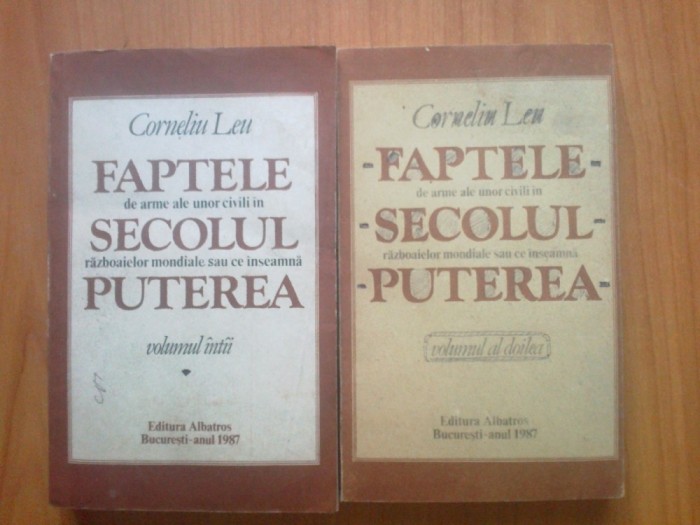 Corneliu Leu
FAPTELE
de arme ale unor civili în
SECOLUL
războaielor mondiale sau ce înseamnă
PUTEREA
volumul întîi
Editura Albatros
București-anul 1987
Corneliu Leu
-FAPTELE-
de arme ale unor civili în
-SECOLUL-
războaielor mondiale sau ce înseamnă
-PUTEREA-
volumul al doilea
Editura Albatros
București-anul 1987